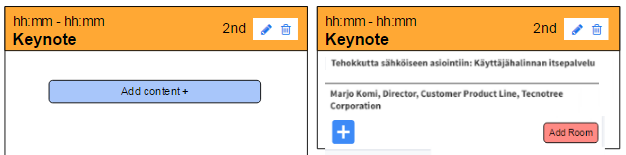 hh:mm - hh:mm
Keynote
2nd
Add content +
hh:mm - hh:mm
Keynote
2nd
Tehokkutta sähköiseen asiointiin: Käyttäjähalinnan itsepalvelu
Marjo Komi, Director, Customer Product Line, Tecnotree
Corporation
+
Add Room